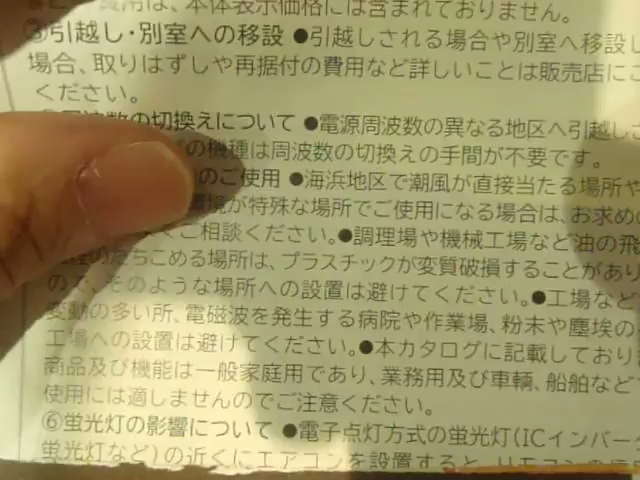 費用は、本体表示価格には含まれておりません。
③引越し・別室への移設 ●引越しされる場合や別室へ移設し
場合、取りはずしや再据付の費用など詳しいことは販売店にこ
ください。
周波数の切換えについて ●電源周波数の異なる地区へ引越しさ
の機種は周波数の切換えの手間が不要です。
のご使用 ●海浜地区で潮風が直接当たる場所や
環境が特殊な場所でご使用になる場合は、お求め
ご相談ください。●調理場や機械工場など油の飛
のたちこめる場所は、プラスチックが変質破損することがあり
ので、そのような場所への設置は避けてください。●工場など
変動の多い所、電磁波を発生する病院や作業場、粉末や塵埃の
工場への設置は避けてください。●本カタログに記載しており
商品及び機能は一般家庭用であり、業務用及び車輌、船舶など
使用には適しませんのでご注意ください。
⑥蛍光灯の影響について ●電子点灯方式の蛍光灯(ICインバー
蛍光灯など)の近くにエアコンを設置すると、リモコンの